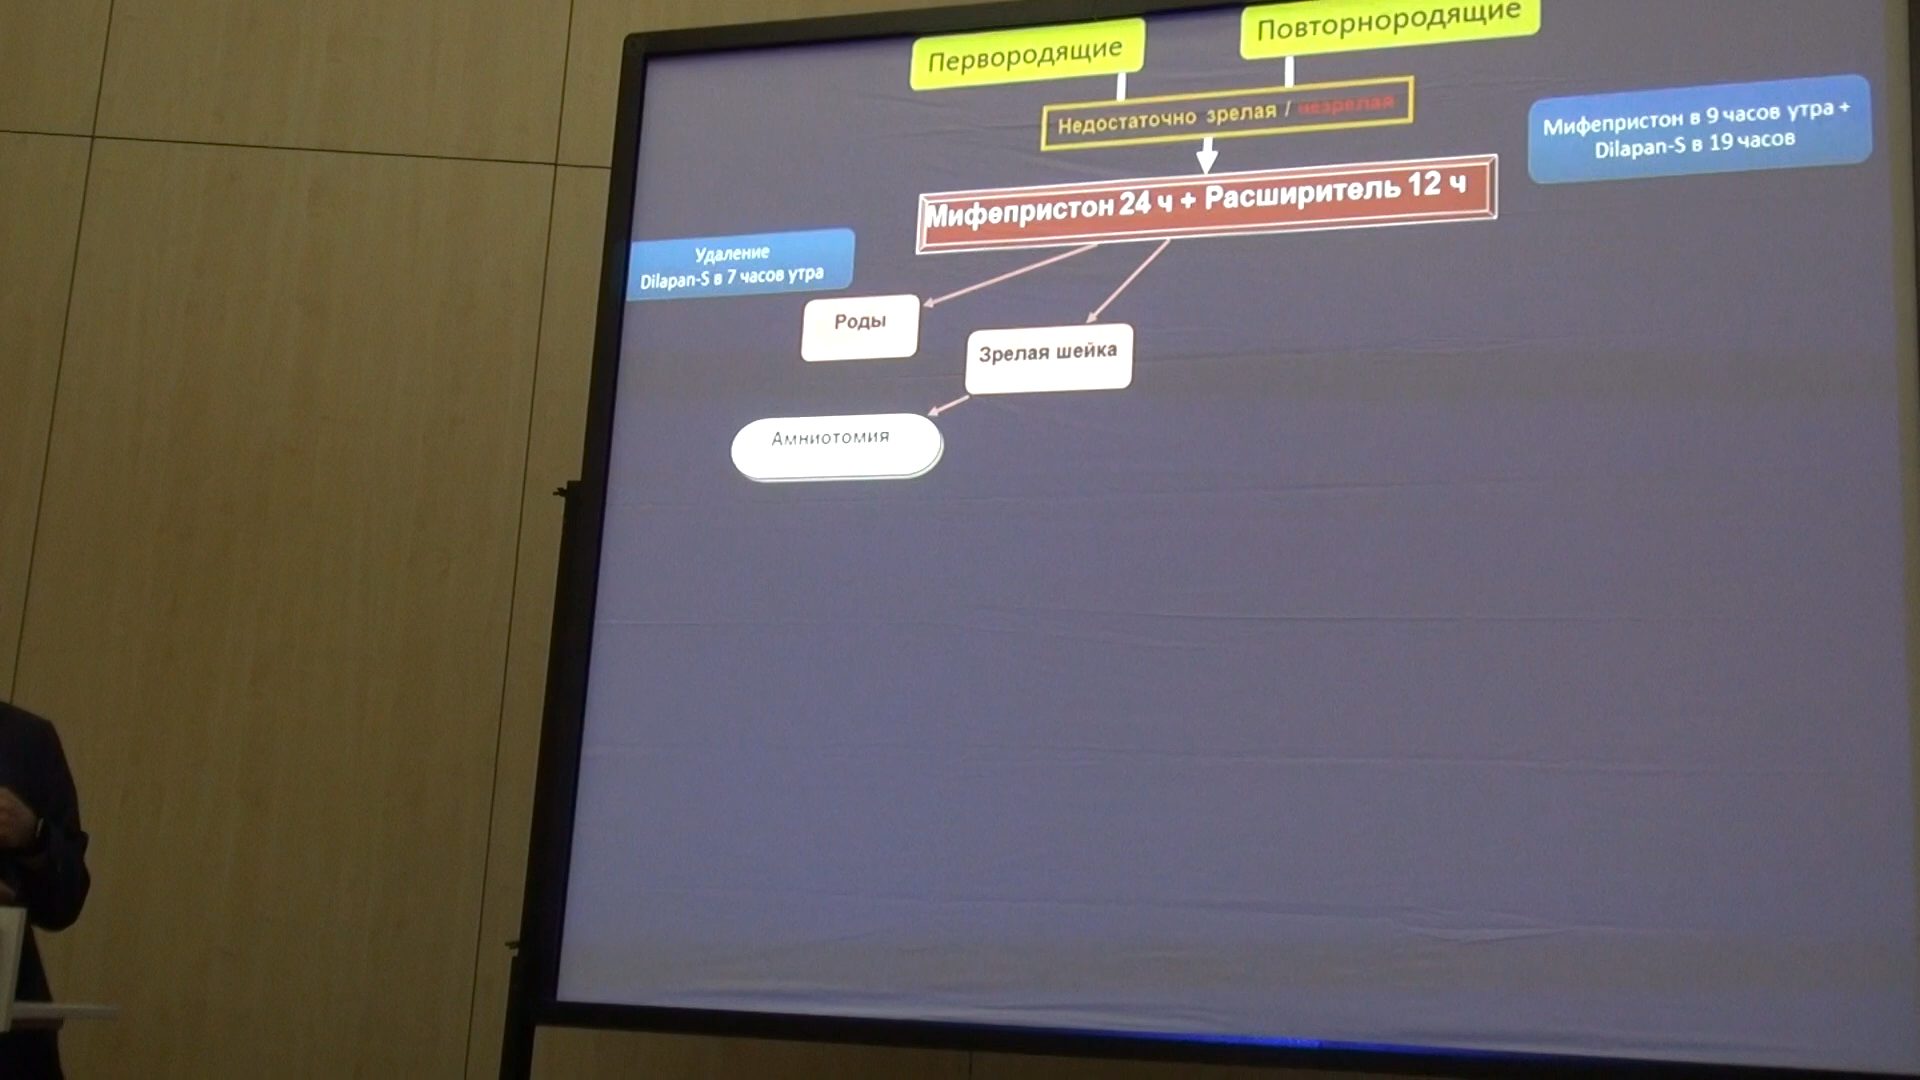 Первородящие
Повторнородящие
Недостаточно зрелая / незрелая
Мифепристон в 9 часов утра +
Dilapan-S в 19 часов
Мифепристон 24 ч + Расширитель 12 ч
Удаление
Dilapan-S в 7 часов утра
Роды
Зрелая шейка
Амниотомия